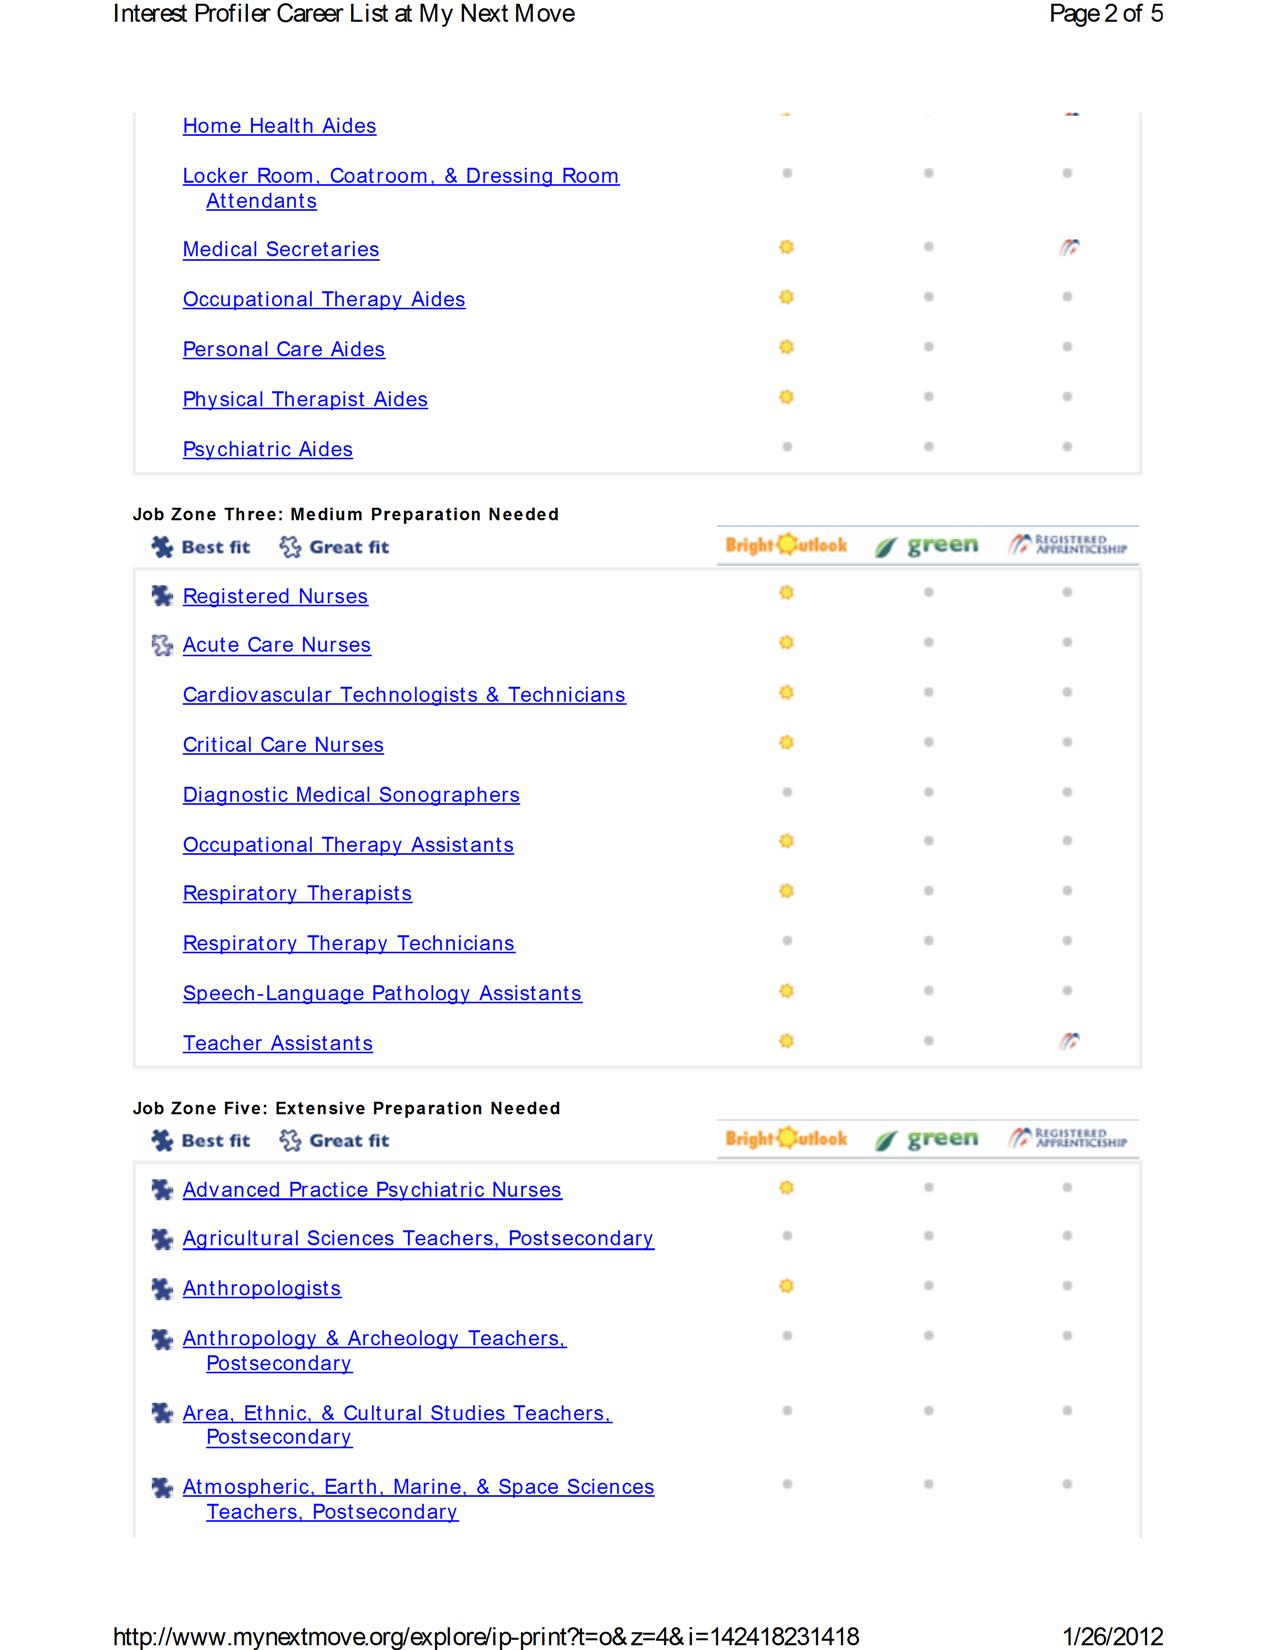 Interest Profiler Career List at My Next Move Page 2 of 5
Home Health Aides
Locker Room, Coatroom, & Dressing Room
Attendants
Medical Secretaries
Occupational Therapy Aides
Personal Care Aides
Physical Therapist Aides
Psychiatric Aides
Job Zone Three: Medium Preparation Needed
Best fit Great fit Bright Outlook green REGISTERED APPRENTICESHIP
Registered Nurses
Acute Care Nurses
Cardiovascular Technologists & Technicians
Critical Care Nurses
Diagnostic Medical Sonographers
Occupational Therapy Assistants
Respiratory Therapists
Respiratory Therapy Technicians
Speech-Language Pathology Assistants
Teacher Assistants
Job Zone Five: Extensive Preparation Needed
Best fit Great fit Bright Outlook green REGISTERED APPRENTICESHIP
Advanced Practice Psychiatric Nurses
Agricultural Sciences Teachers, Postsecondary
Anthropologists
Anthropology & Archeology Teachers,
Postsecondary
Area, Ethnic, & Cultural Studies Teachers,
Postsecondary
Atmospheric, Earth, Marine, & Space Sciences
Teachers, Postsecondary
http://www.mynextmove.org/explore/ip-print?t=o&z=4&i=142418231418 1/26/2012